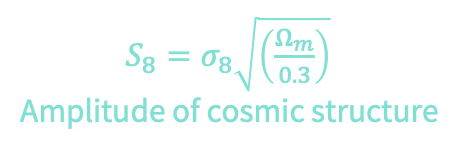 S₈ = σ₈√(Ωₘ/0.3)
Amplitude of cosmic structure